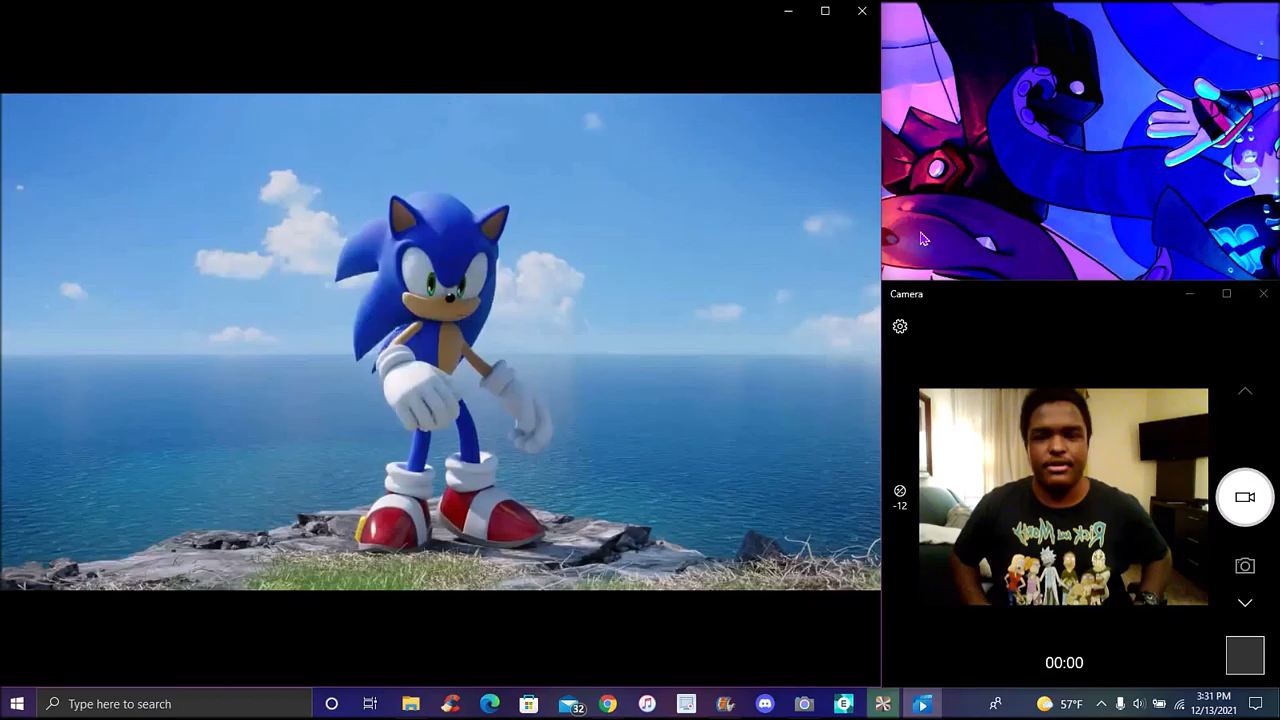 Camera
-12
Rick and Morty
00:00
Type here to search
32
57°F
3:31 PM
12/13/2021